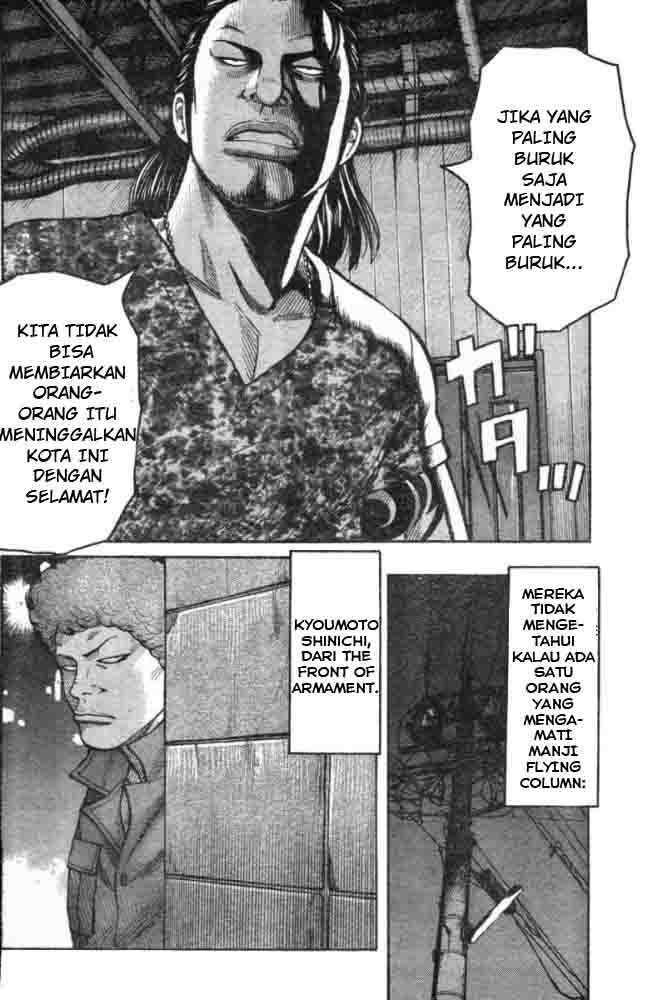 JIKA YANG
PALING
BURUK
SAJA
MENJADI
YANG
PALING
BURUK...
KITA TIDAK
BISA
MEMBIARKAN
ORANG-
ORANG ITU
MENINGGALKAN
KOTA INI
DENGAN
SELAMAT!
ガタッ
MEREKA
TIDAK
MENGE-
TAHUI
KALAU ADA
SATU
ORANG
YANG
MENGA-
MATI
MANJI
FLYING
COLUMN:
KYOUMOTO
SHINICHI,
DARI THE
FRONT OF
ARMAMENT.